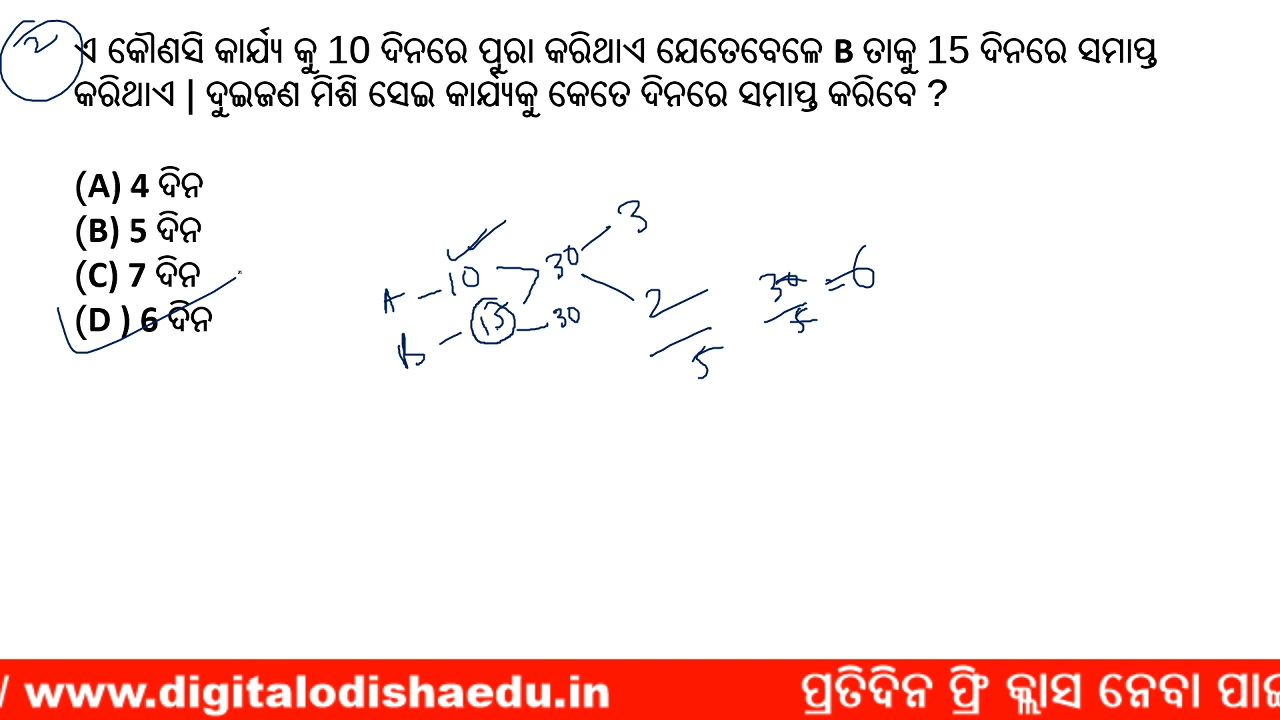 2
ଏ କୌଣସି କାର୍ଯ୍ୟ କୁ 10 ଦିନରେ ପୁରା କରିଥାଏ ଯେତେବେଳେ B ତାକୁ 15 ଦିନରେ ସମାପ୍ତ
କରିଥାଏ | ଦୁଇଜଣ ମିଶି ସେଇ କାର୍ଯ୍ୟକୁ କେତେ ଦିନରେ ସମାପ୍ତ କରିବେ ?
(A) 4 ଦିନ
(B) 5 ଦିନ
(C) 7 ଦିନ
(D ) 6 ଦିନ
3
A - 10 30
2
B - 15 - 30
5
30/5 = 6
/ www.digitalodishaedu.in ପ୍ରତିଦିନ ଫ୍ରି କ୍ଲାସ ନେବା ପାଇ